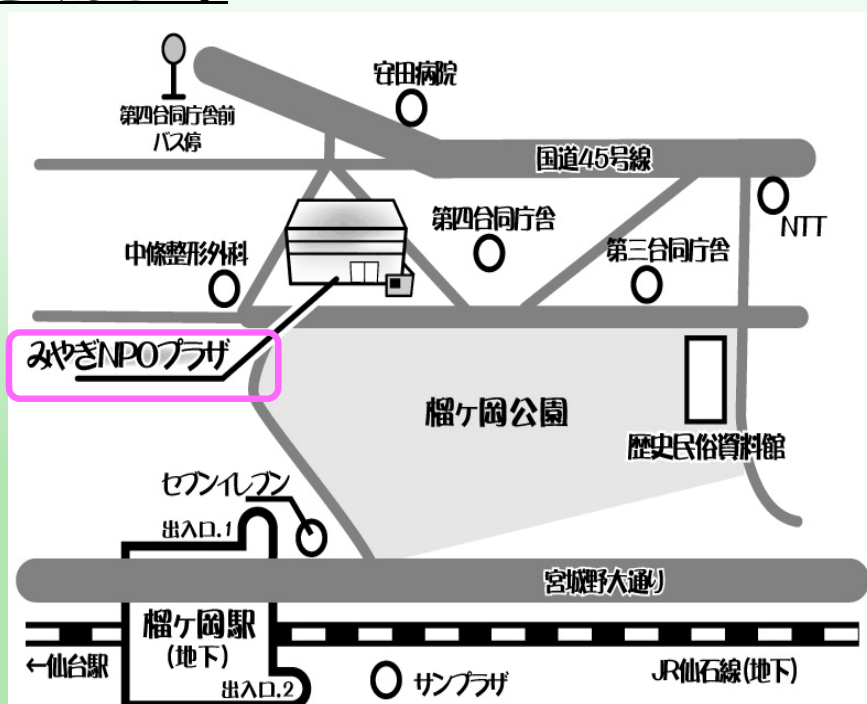 安田病院
第四合同庁舎前
バス停
国道45号線
NTT
第四合同庁舎
第三合同庁舎
中條整形外科
みやぎNPOプラザ
榴ヶ岡公園
歴史民俗資料館
セブンイレブン
出入口.1
宮城野大通り
榴ヶ岡駅
(地下)
←仙台駅
JR仙石線(地下)
出入口.2
サンプラザ